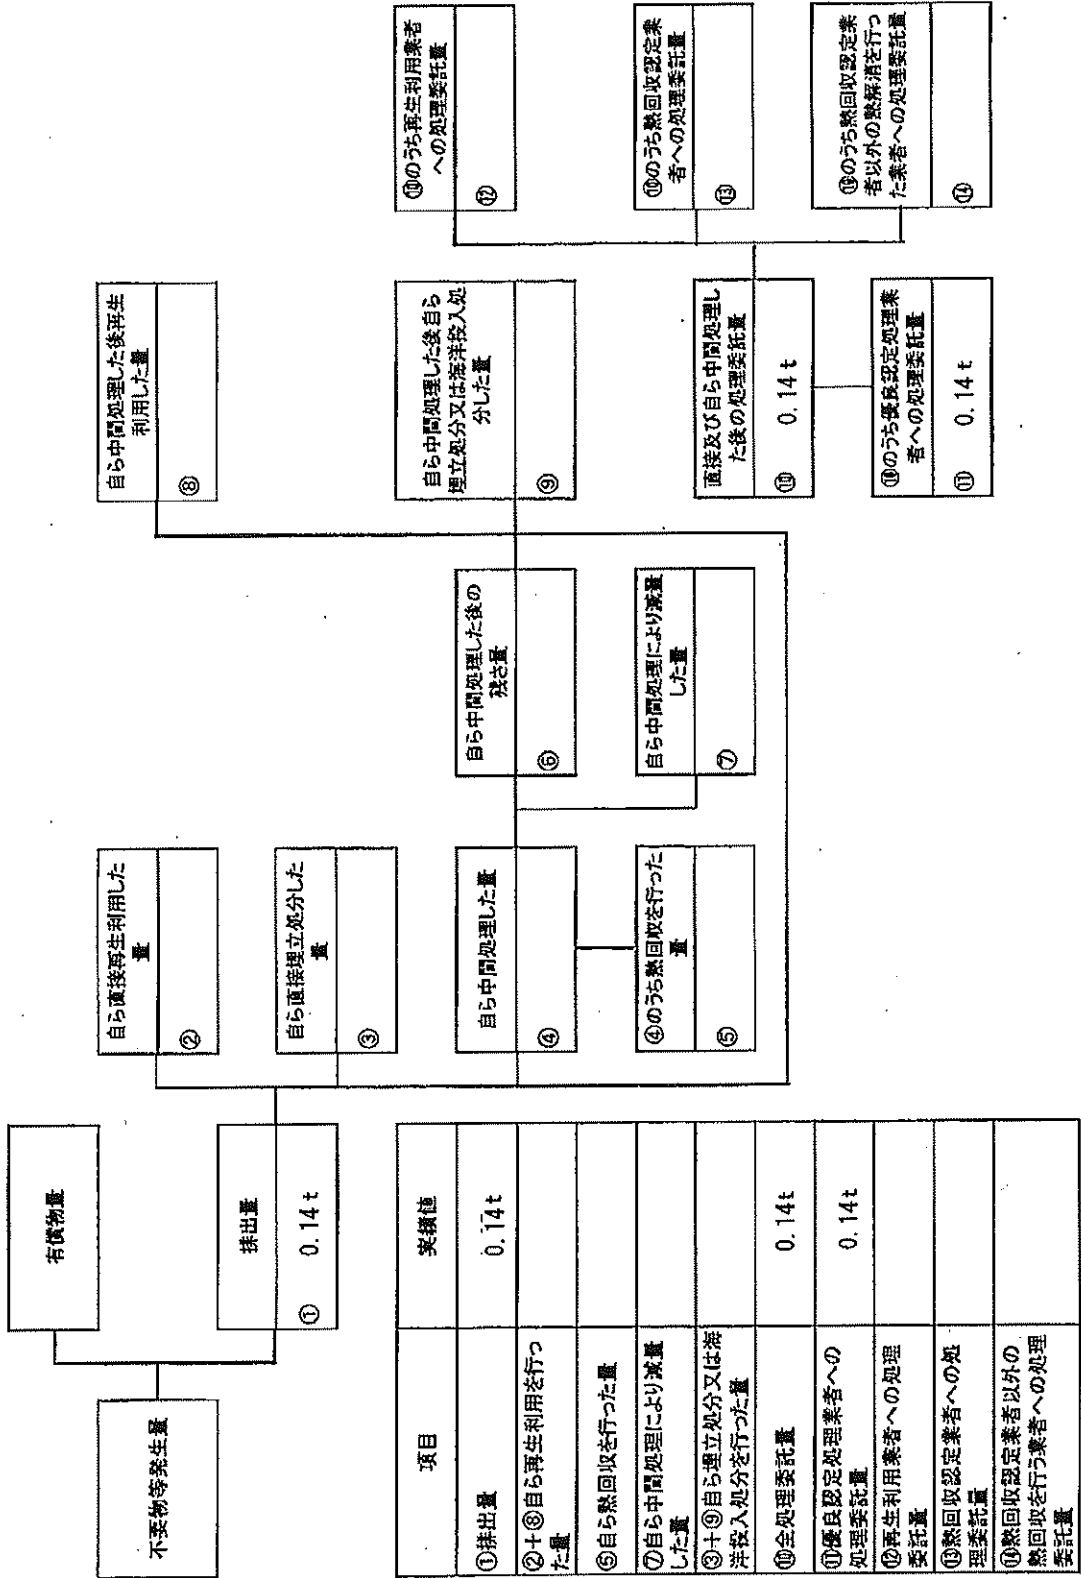 不要物等発生量
有償物量
排出量
① 0.14t
自ら直接再生利用した
量
②
自ら直接埋立処分した
量
③
自ら中間処理した量
④
④のうち熱回収を行った
量
⑤
自ら中間処理した後の
残さ量
⑥
自ら中間処理により減量
した量
⑦
自ら中間処理した後再生
利用した量
⑧
自ら中間処理した後自ら
埋立処分又は海洋投入処
分した量
⑨
直接及び自ら中間処理し
た後の処理委託量
⑩ 0.14t
⑩のうち優良認定処理業
者への処理委託量
⑪ 0.14t
⑩のうち再生利用業者
への処理委託量
⑫
⑩のうち熱回収認定業
者への処理委託量
⑬
⑩のうち熱回収認定業
者以外の熱解消を行っ
た業者への処理委託量
⑭
項目 実績値
①排出量 0.14t
②+⑧自ら再生利用を行っ
た量
⑤自ら熱回収を行った量
⑦自ら中間処理により減量
した量
③+⑨自ら埋立処分又は海
洋投入処分を行った量
⑩全処理委託量 0.14t
⑪優良認定処理業者への
処理委託量 0.14t
⑫再生利用業者への処理
委託量
⑬熱回収認定業者への処
理委託量
⑭熱回収認定業者以外の
熱回収を行う業者への処理
委託量